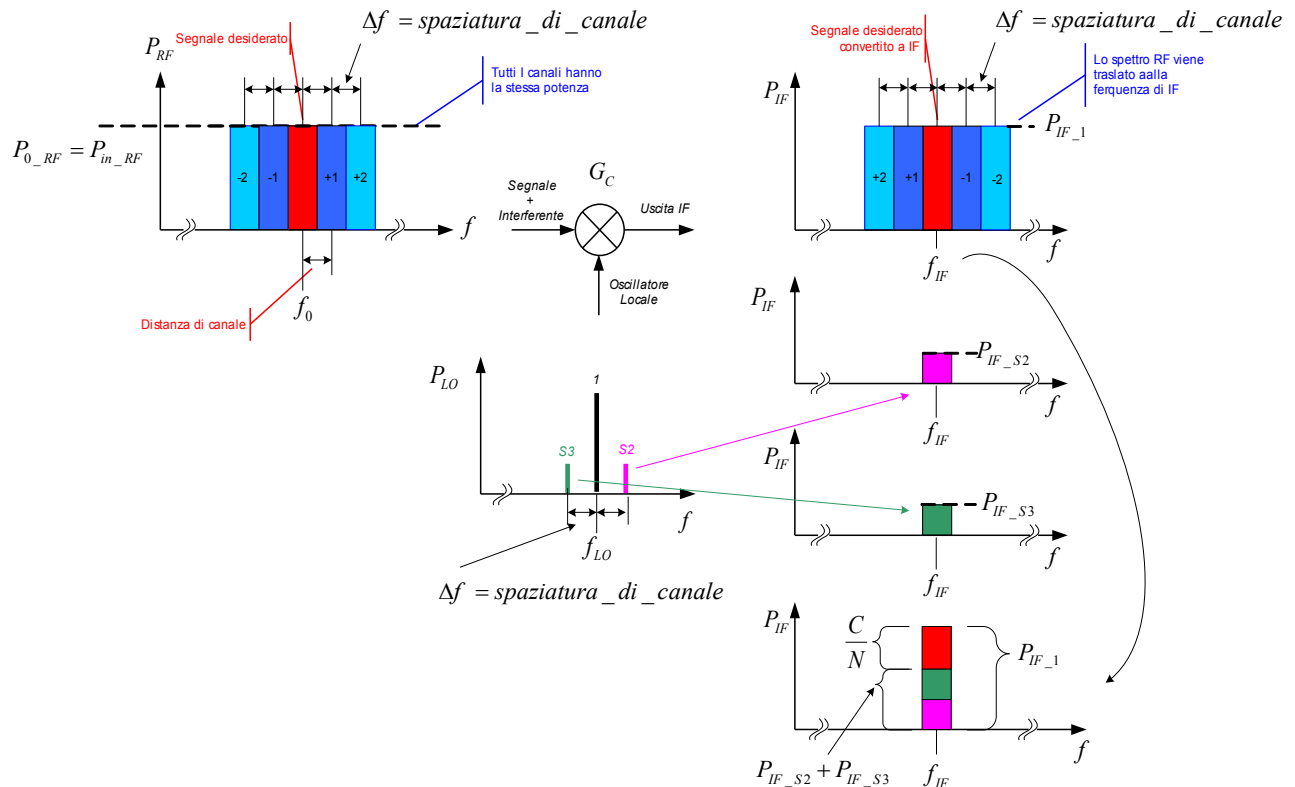 Δf = spaziatura_di_canale
Segnale desiderato
P_RF
Tutti I canali hanno
la stessa potenza
P_0_RF = P_in_RF
-2 -1 +1 +2
f
f_0
Distanza di canale
G_C
Segnale
+
Interferente
Uscita IF
Oscillatore
Locale
Δf = spaziatura_di_canale
Segnale desiderato
convertito a IF
Lo spettro RF viene
traslato aalla
ferquenza di IF
P_IF
P_IF_1
+2 +1 -1 -2
f
f_IF
P_IF
P_IF_S2
f
f_IF
P_LO
1
S3
S2
f
f_LO
Δf = spaziatura_di_canale
P_IF
P_IF_S3
f
f_IF
P_IF
C/N
P_IF_1
f
P_IF_S2 + P_IF_S3
f_IF